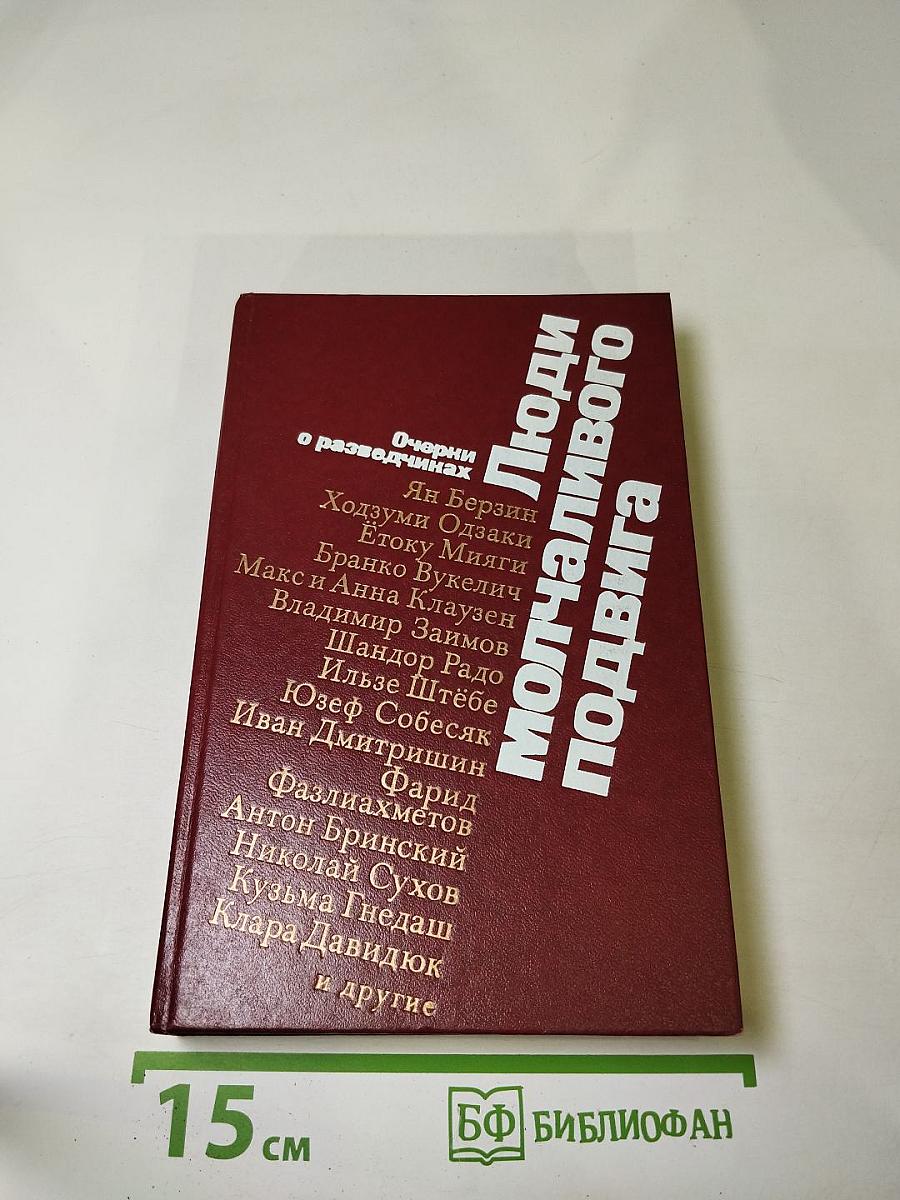 Люди
молчаливого
подвига
Очерки
о разведчиках
Ян Берзин
Ходзуми Одзаки
Ётоку Мияги
Бранко Вукелич
Макс и Анна Клаузен
Владимир Заимов
Шандор Радо
Ильзе Штёбе
Юзеф Собесяк
Иван Дмитришин
Фарид
Фазлиахметов
Антон Бринский
Николай Сухов
Кузьма Гнедаш
Клара Давидюк
и другие
15 см
БФ БИБЛИОФАН